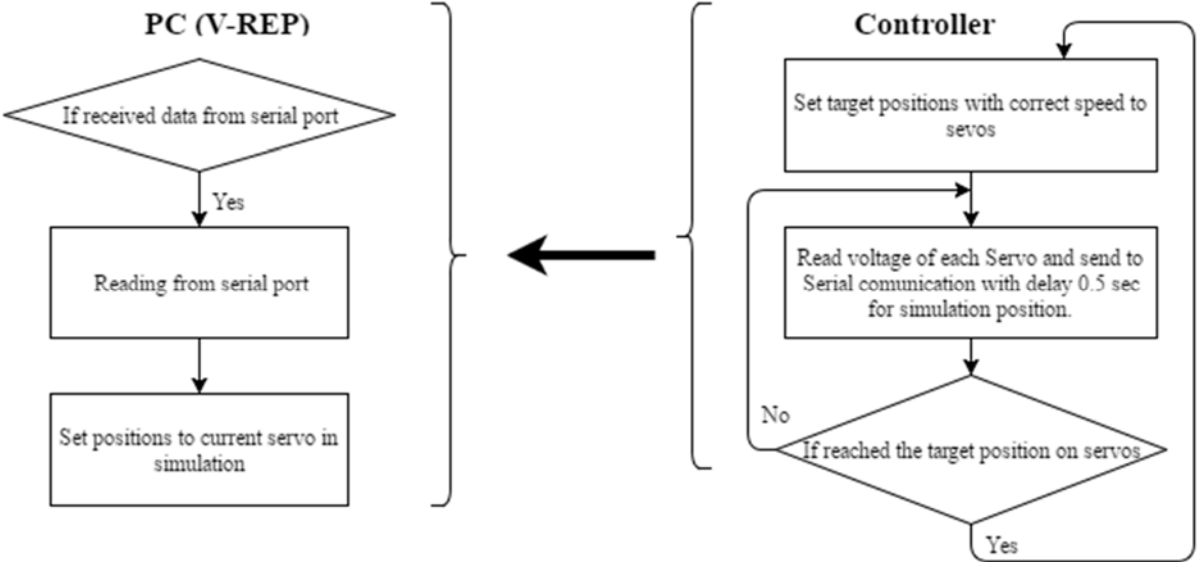 PC (V-REP)
If received data from serial port
Yes
Reading from serial port
Set positions to current servo in
simulation
Controller
Set target positions with correct speed to
sevos
Read voltage of each Servo and send to
Serial comunication with delay 0.5 sec
for simulation position.
No
If reached the target position on servos
Yes